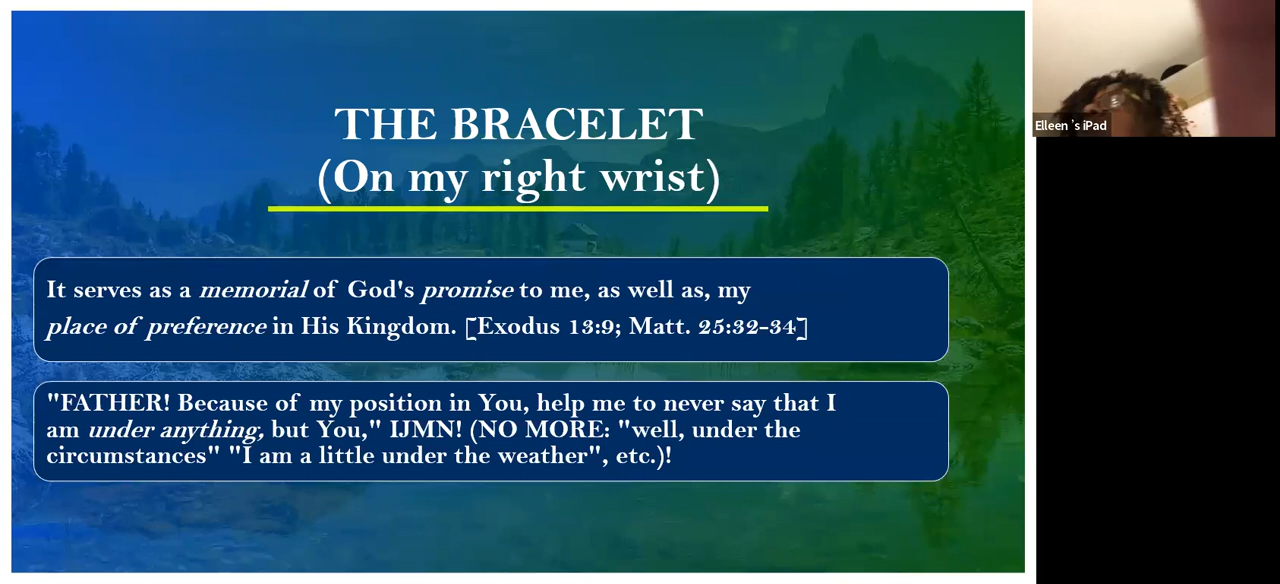 THE BRACELET
(On my right wrist)
It serves as a memorial of God's promise to me, as well as, my
place of preference in His Kingdom. [Exodus 13:9; Matt. 25:32-34]
"FATHER! Because of my position in You, help me to never say that I
am under anything, but You," IJMN! (NO MORE: "well, under the
circumstances" "I am a little under the weather", etc.)!
Elleen 's iPad